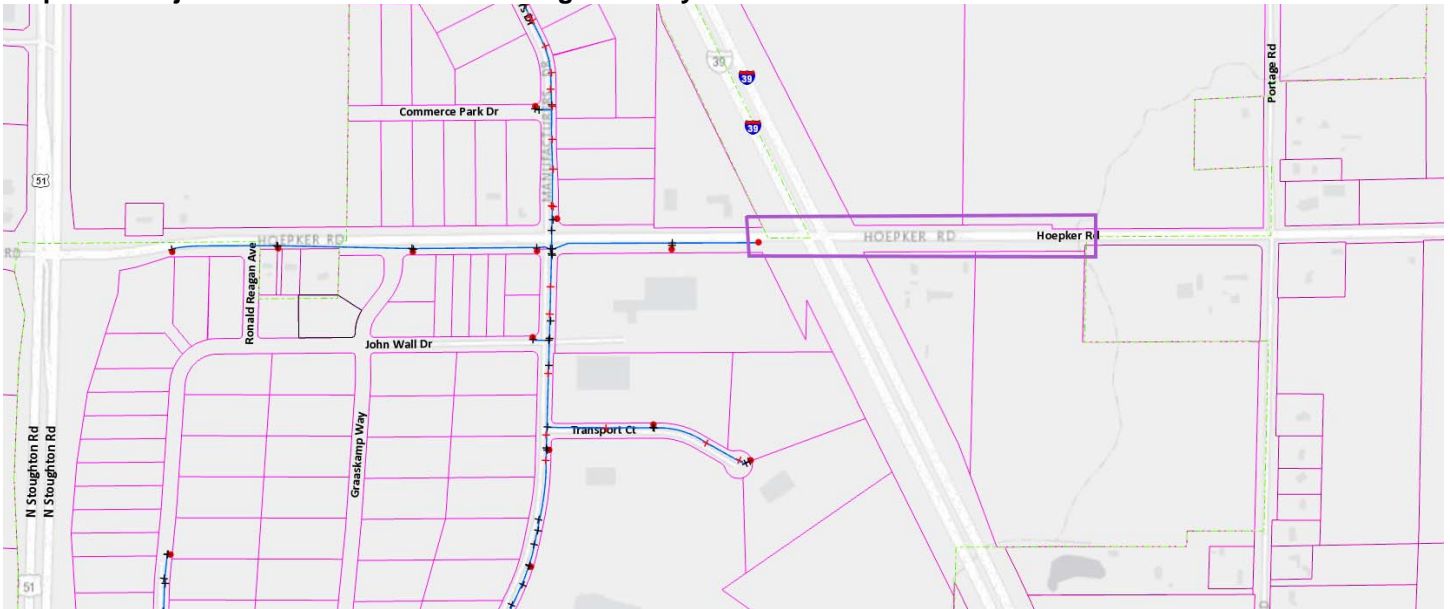 39
39
39
Portage Rd
Commerce Park Dr
51
HOEPKER RD
HOEPKER RD
Hoepker Rd
RD
Ronald Reagan Ave
John Wall Dr
Graaskamp Way
Transport Ct
N Stoughton Rd
N Stoughton Rd
51